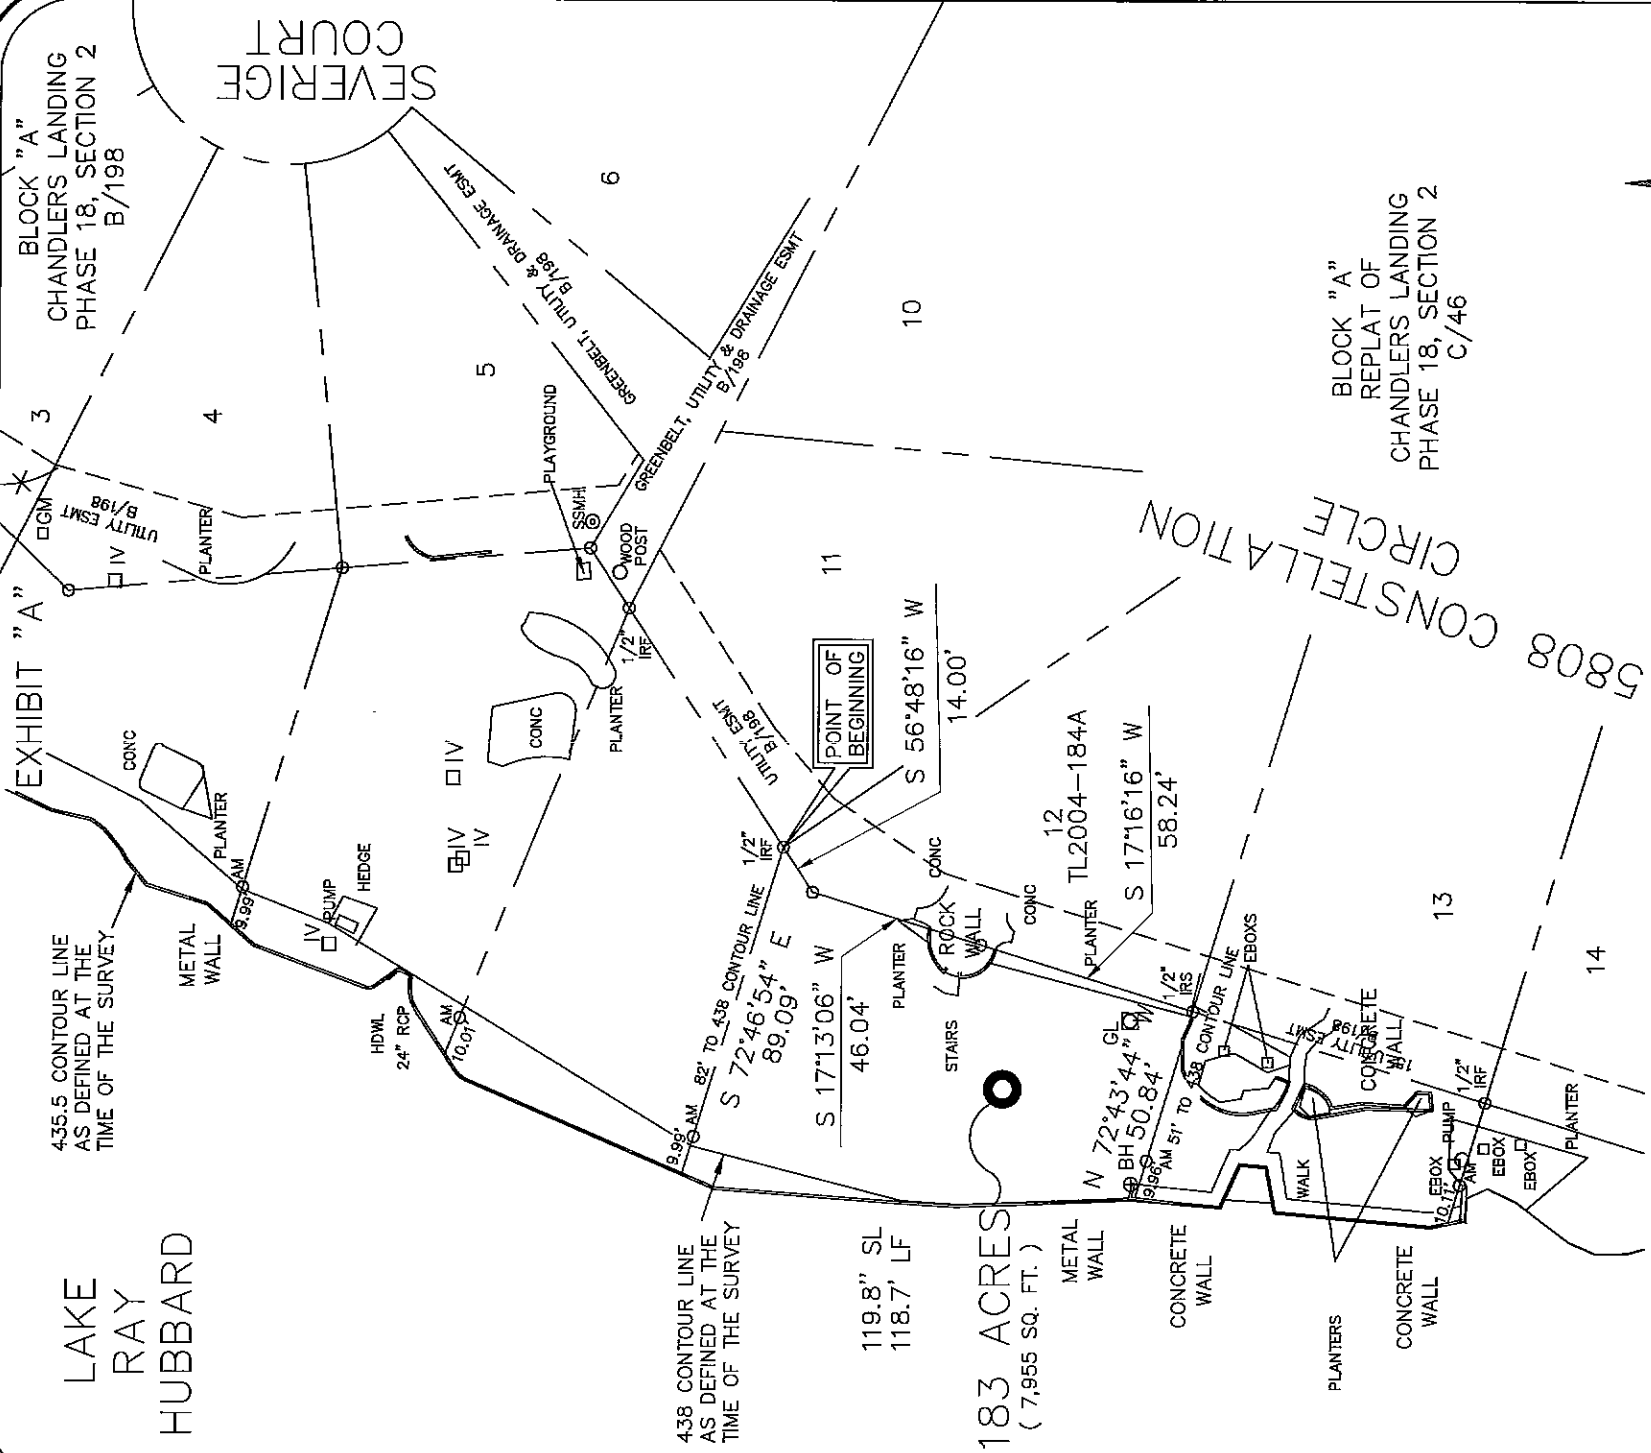 EXHIBIT "A"
BLOCK "A"
CHANDLERS LANDING
PHASE 18, SECTION 2
B/198
SEVERIGE
COURT
3
4
5
6
10
11
GM
IV
UTILITY ESMT
B/198
PLANTER
GREENBELT, UTILITY & DRAINAGE ESMT
B/198
GREENBELT, UTILITY & DRAINAGE ESMT
B/198
PLAYGROUND
SSMH
WOOD
POST
1/2"
IRF
PLANTER
CONC
IV
IV
IV
CONC
PLANTER
AM
9.99'
PUMP
IV
HEDGE
435.5 CONTOUR LINE
AS DEFINED AT THE
TIME OF THE SURVEY
METAL
WALL
HDWL
24" RCP
AM
10.01'
LAKE
RAY
HUBBARD
UTILITY ESMT
B/198
POINT OF
BEGINNING
1/2"
IRF
S 56°48'16" W
14.00'
82' TO 438 CONTOUR LINE
S 72°46'54" E
89.09'
9.99'
AM
438 CONTOUR LINE
AS DEFINED AT THE
TIME OF THE SURVEY
S 17°13'06" W
46.04'
PLANTER
CONC
ROCK
WALL
CONC
STAIRS
12
TL2004-184A
S 17°16'16" W
58.24'
PLANTER
119.8" SL
118.7' LF
183 ACRES
( 7,955 SQ. FT. )
1/2"
IRS
GL
W
N 72°43'44" W
50.84'
BH
9.96'
AM 51' TO 438 CONTOUR LINE
EBOXS
METAL
WALL
CONCRETE
WALL
WALK
UTILITY ESMT
B/198
CONCRETE
WALL
13
14
1/2"
IRF
PUMP
EBOX
AM
10.11'
EBOX
EBOX
PLANTER
PLANTERS
CONCRETE
WALL
5808 CONSTELLATION
CIRCLE
BLOCK "A"
REPLAT OF
CHANDLERS LANDING
PHASE 18, SECTION 2
C/46